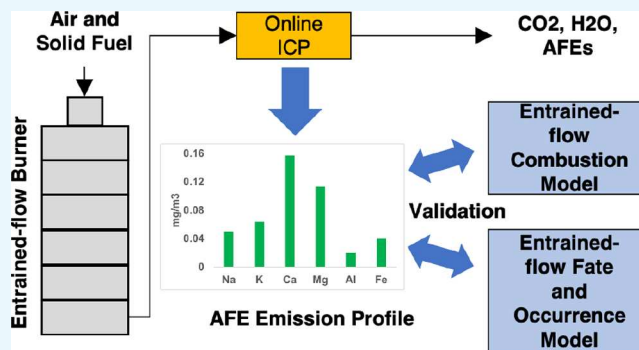 Air and
Solid Fuel
Online
ICP
CO2, H2O,
AFEs
Entrained-flow Burner
0.16
0.12
0.08
0.04
0
mg/m3
Na K Ca Mg Al Fe
AFE Emission Profile
Validation
Entrained-
flow
Combustion
Model
Entrained-
flow Fate
and
Occurrence
Model